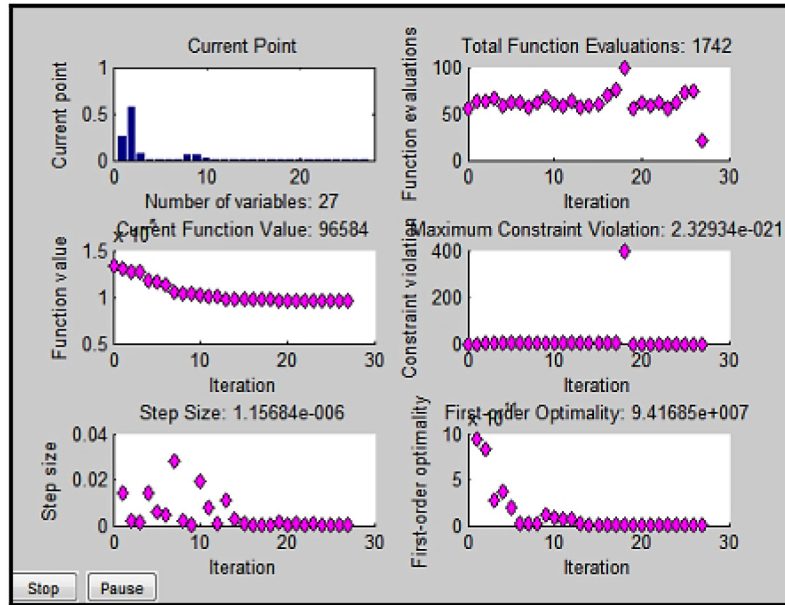 Current Point
1
0.5
0
Current point
0 10 20
Number of variables: 27
Total Function Evaluations: 1742
100
50
0
Function evaluations
0 10 20 30
Iteration
Current Function Value: 96584
1.5
1
0.5
Function value
0 10 20 30
Iteration
Maximum Constraint Violation: 2.32934e-021
400
200
0
Constraint violation
0 10 20 30
Iteration
Step Size: 1.15684e-006
0.04
0.02
0
Step size
0 10 20 30
Iteration
First-order Optimality: 9.41685e+007
10
5
0
First-order optimality
0 10 20 30
Iteration
Stop
Pause